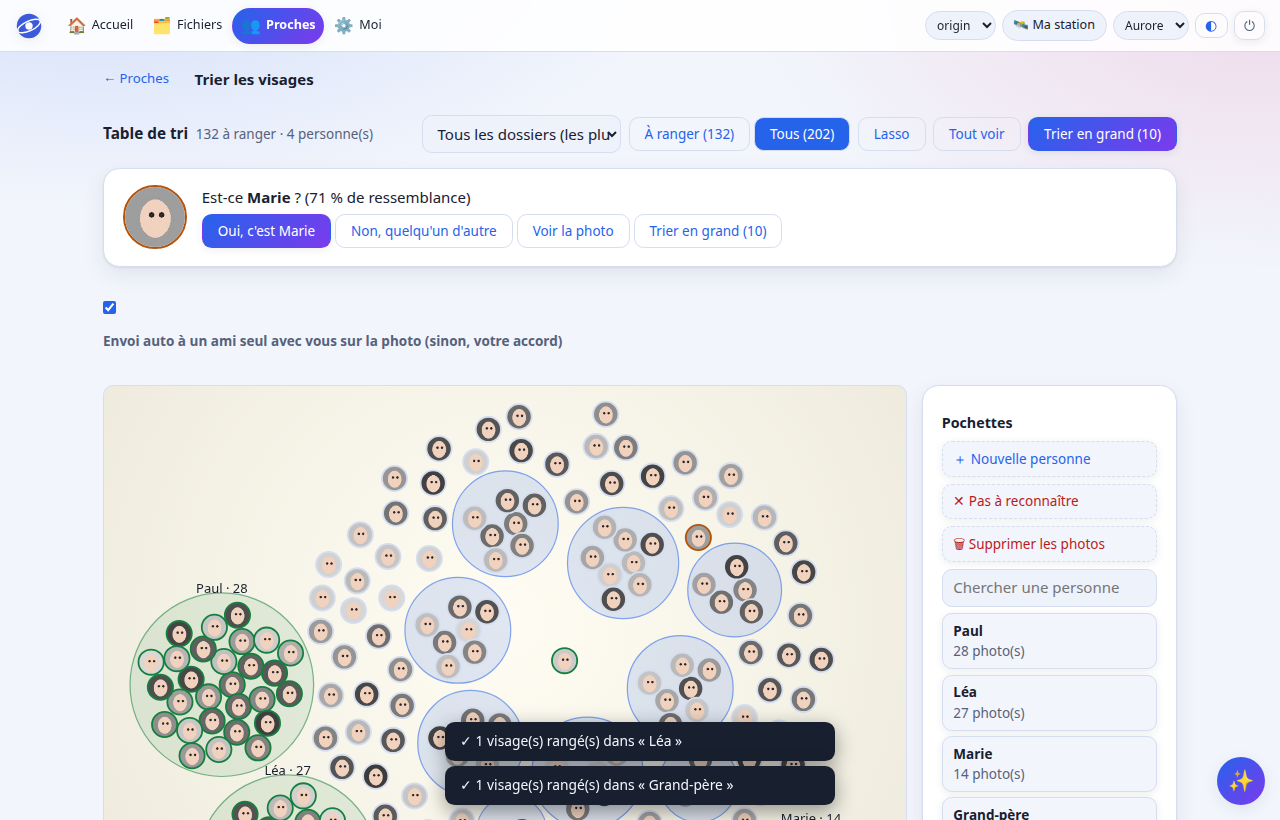 Accueil
Fichiers
Proches
Moi
origin
Ma station
Aurore
← Proches
Trier les visages
Table de tri 132 à ranger · 4 personne(s)
Tous les dossiers (les plu
À ranger (132)
Tous (202)
Lasso
Tout voir
Trier en grand (10)
Est-ce Marie ? (71 % de ressemblance)
Oui, c'est Marie
Non, quelqu'un d'autre
Voir la photo
Trier en grand (10)
Envoi auto à un ami seul avec vous sur la photo (sinon, votre accord)
Paul · 28
Léa · 27
Marie · 14
Pochettes
+ Nouvelle personne
✕ Pas à reconnaître
Supprimer les photos
Chercher une personne
Paul
28 photo(s)
Léa
27 photo(s)
Marie
14 photo(s)
Grand-père
✓ 1 visage(s) rangé(s) dans « Léa »
✓ 1 visage(s) rangé(s) dans « Grand-père »